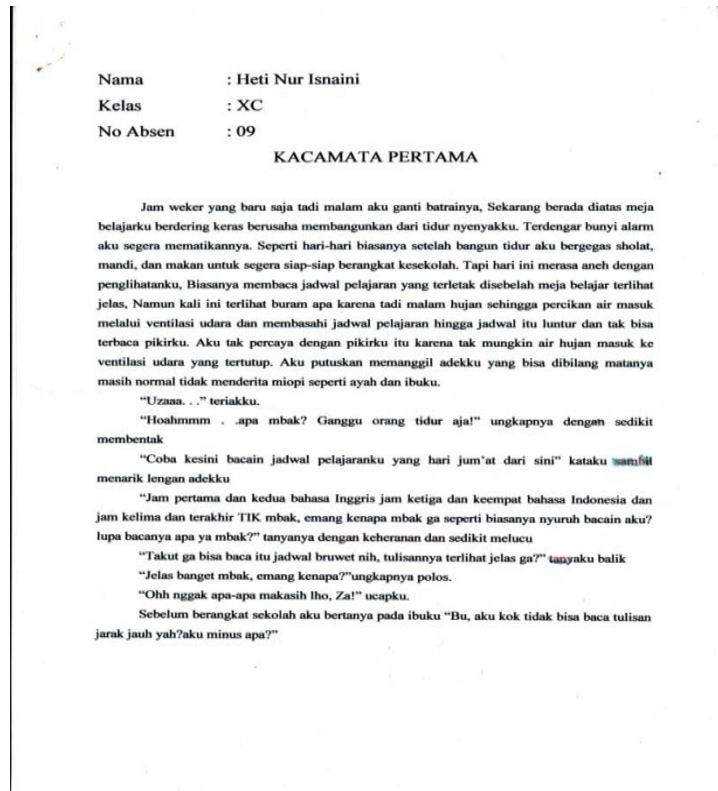 Nama : Heti Nur Isnaini
Kelas : XC
No Absen : 09
KACAMATA PERTAMA
Jam weker yang baru saja tadi malam aku ganti batrainya, Sekarang berada diatas meja
belajarku berdering keras berusaha membangunkan dari tidur nyenyakku. Terdengar bunyi alarm
aku segera mematikannya. Seperti hari-hari biasanya setelah bangun tidur aku bergegas sholat,
mandi, dan makan untuk segera siap-siap berangkat kesekolah. Tapi hari ini merasa aneh dengan
penglihatanku, Biasanya membaca jadwal pelajaran yang terletak disebelah meja belajar terlihat
jelas, Namun kali ini terlihat buram apa karena tadi malam hujan sehingga percikan air masuk
melalui ventilasi udara dan membasahi jadwal pelajaran hingga jadwal itu luntur dan tak bisa
terbaca pikirku. Aku tak percaya dengan pikirku itu karena tak mungkin air hujan masuk ke
ventilasi udara yang tertutup. Aku putuskan memanggil adekku yang bisa dibilang matanya
masih normal tidak menderita miopi seperti ayah dan ibuku.
“Uzaaa. . .” teriakku.
“Hoahmmm . .apa mbak? Ganggu orang tidur aja!” ungkapnya dengan sedikit
membentak
“Coba kesini bacain jadwal pelajaranku yang hari jum’at dari sini” kataku sambil
menarik lengan adekku
“Jam pertama dan kedua bahasa Inggris jam ketiga dan keempat bahasa Indonesia dan
jam kelima dan terakhir TIK mbak, emang kenapa mbak ga seperti biasanya nyuruh bacain aku?
lupa bacanya apa ya mbak?” tanyanya dengan keheranan dan sedikit melucu
“Takut ga bisa baca itu jadwal bruwet nih, tulisannya terlihat jelas ga?” tanyaku balik
“Jelas banget mbak, emang kenapa?”ungkapnya polos.
“Ohh nggak apa-apa makasih lho, Za!” ucapku.
Sebelum berangkat sekolah aku bertanya pada ibuku “Bu, aku kok tidak bisa baca tulisan
jarak jauh yah?aku minus apa?”